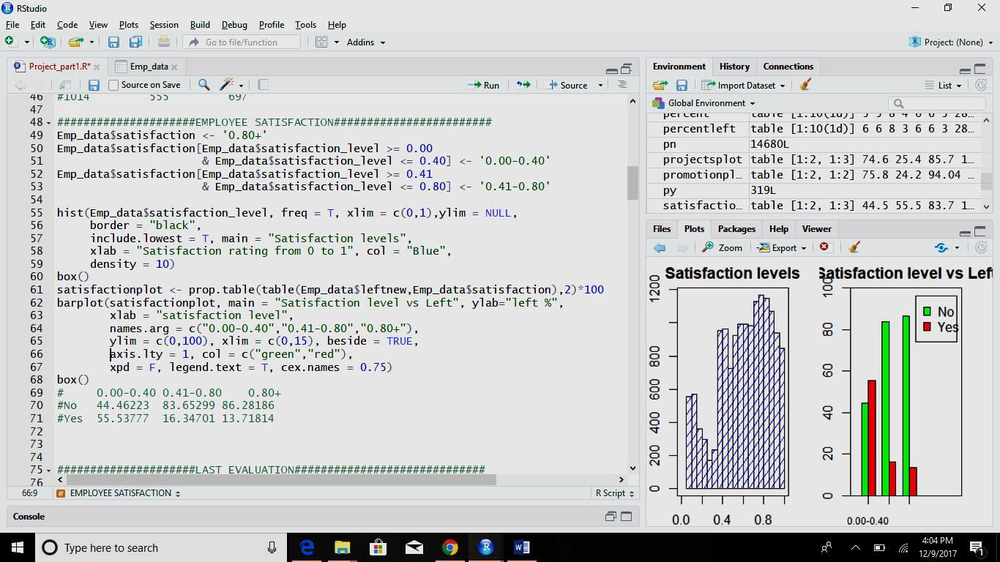 RStudio
File Edit Code View Plots Session Build Debug Profile Tools Help
Go to file/function Addins Project: (None)
Project_part1.R* Emp_data
Source on Save Run Source
46 #1014 555 697
47
48 #####################EMPLOYEE SATISFACTION########################
49 Emp_data$satisfaction <- '0.80+'
50 Emp_data$satisfaction[Emp_data$satisfaction_level >= 0.00
51 & Emp_data$satisfaction_level <= 0.40] <- '0.00-0.40'
52 Emp_data$satisfaction[Emp_data$satisfaction_level >= 0.41
53 & Emp_data$satisfaction_level <= 0.80] <- '0.41-0.80'
54
55 hist(Emp_data$satisfaction_level, freq = T, xlim = c(0,1),ylim = NULL,
56 border = "black",
57 include.lowest = T, main = "Satisfaction levels",
58 xlab = "Satisfaction rating from 0 to 1", col = "Blue",
59 density = 10)
60 box()
61 satisfactionplot <- prop.table(table(Emp_data$leftnew,Emp_data$satisfaction),2)*100
62 barplot(satisfactionplot, main = "Satisfaction level vs Left", ylab="left %",
63 xlab = "satisfaction level",
64 names.arg = c("0.00-0.40","0.41-0.80","0.80+"),
65 ylim = c(0,100), xlim = c(0,15), beside = TRUE,
66 axis.lty = 1, col = c("green","red"),
67 xpd = F, legend.text = T, cex.names = 0.75)
68 box()
69 # 0.00-0.40 0.41-0.80 0.80+
70 #No 44.46223 83.65299 86.28186
71 #Yes 55.53777 16.34701 13.71814
72
73
74
75 #####################LAST EVALUATION#############################
76
66:9 # EMPLOYEE SATISFACTION R Script
Console
Environment History Connections
Import Dataset List
Global Environment
percent table [1:10(1d)] 5 5 8 4 6 6 5 28…
percentleft table [1:10(1d)] 6 6 8 3 6 6 3 28…
pn 14680L
projectsplot table [1:2, 1:3] 74.6 25.4 85.7 1…
promotionpl… table [1:2, 1:2] 75.8 24.2 94.04 …
py 319L
satisfactio… table [1:2, 1:3] 44.5 55.5 83.7 1…
Files Plots Packages Help Viewer
Zoom Export
Satisfaction levels
1200
800
600
400
200
0
0.0 0.4 0.8
Satisfaction level vs Left
100
80
60
40
20
0
No
Yes
0.00-0.40
Type here to search
W
4:04 PM
12/9/2017
1